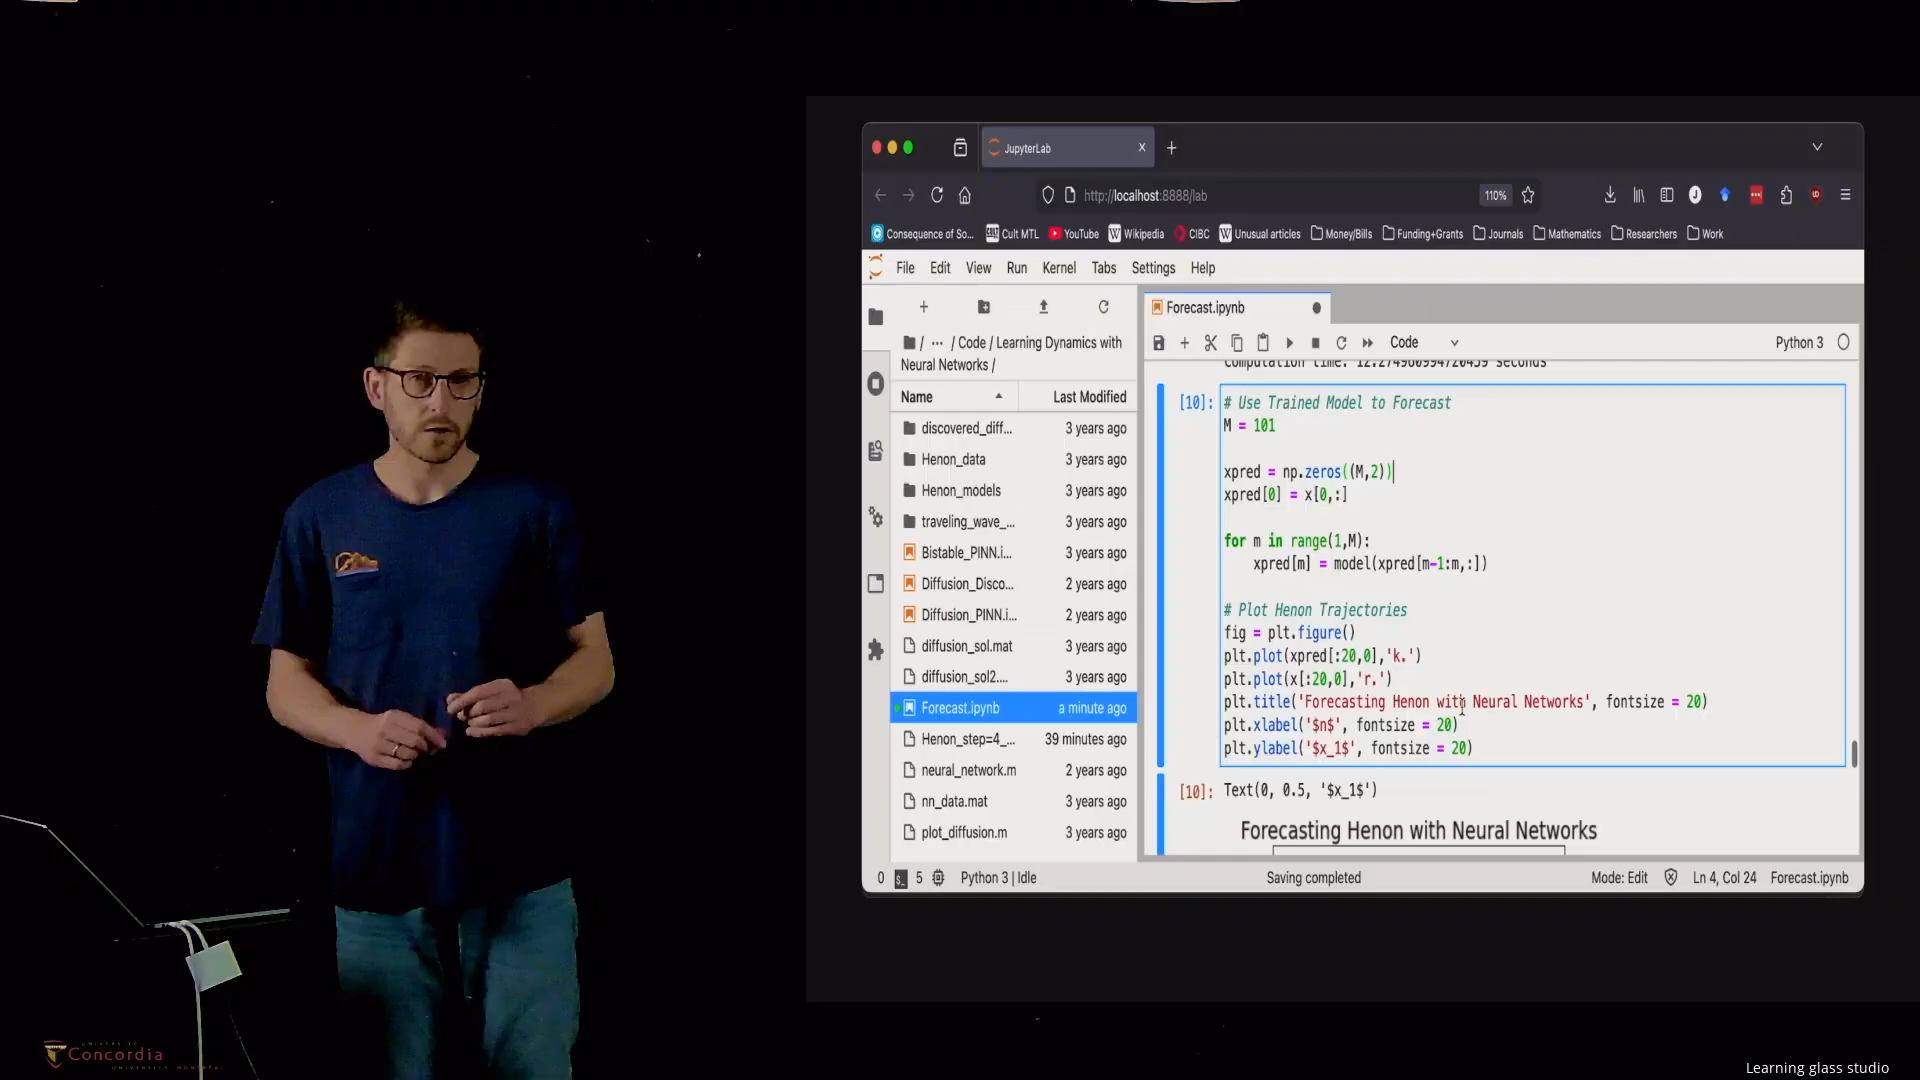 JupyterLab
http://localhost:8888/lab
110%
Consequence of So...
Cult MTL
YouTube
Wikipedia
CIBC
Unusual articles
Money/Bills
Funding+Grants
Journals
Mathematics
Researchers
Work
File Edit View Run Kernel Tabs Settings Help
/ ··· / Code / Learning Dynamics with
Neural Networks /
Name Last Modified
discovered_diff... 3 years ago
Henon_data 3 years ago
Henon_models 3 years ago
traveling_wave_... 3 years ago
Bistable_PINN.i... 3 years ago
Diffusion_Disco... 2 years ago
Diffusion_PINN.i... 2 years ago
diffusion_sol.mat 3 years ago
diffusion_sol2.... 3 years ago
Forecast.ipynb a minute ago
Henon_step=4_... 39 minutes ago
neural_network.m 2 years ago
nn_data.mat 3 years ago
plot_diffusion.m 3 years ago
Forecast.ipynb
Code
Python 3
Computation time: 12.274960994720459 seconds
[10]: # Use Trained Model to Forecast
M = 101
xpred = np.zeros((M,2))
xpred[0] = x[0,:]
for m in range(1,M):
xpred[m] = model(xpred[m-1:m,:])
# Plot Henon Trajectories
fig = plt.figure()
plt.plot(xpred[:20,0],'k.')
plt.plot(x[:20,0],'r.')
plt.title('Forecasting Henon with Neural Networks', fontsize = 20)
plt.xlabel('$n$', fontsize = 20)
plt.ylabel('$x_1$', fontsize = 20)
[10]: Text(0, 0.5, '$x_1$')
Forecasting Henon with Neural Networks
0 $_ 5 Python 3 | Idle Saving completed Mode: Edit Ln 4, Col 24 Forecast.ipynb
Concordia
Learning glass studio